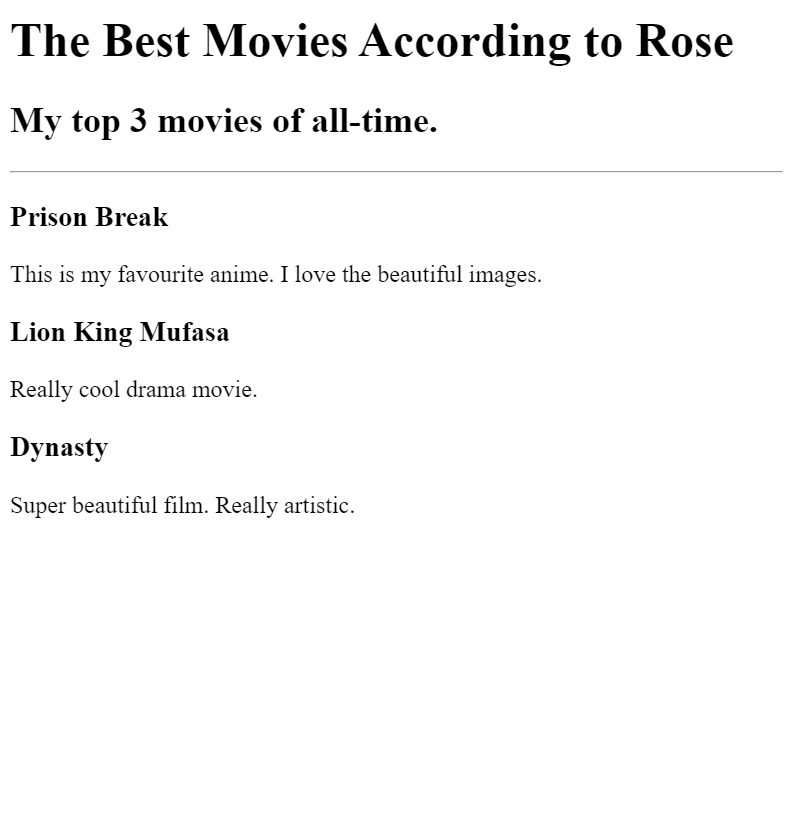 The Best Movies According to Rose
My top 3 movies of all-time.
Prison Break
This is my favourite anime. I love the beautiful images.
Lion King Mufasa
Really cool drama movie.
Dynasty
Super beautiful film. Really artistic.